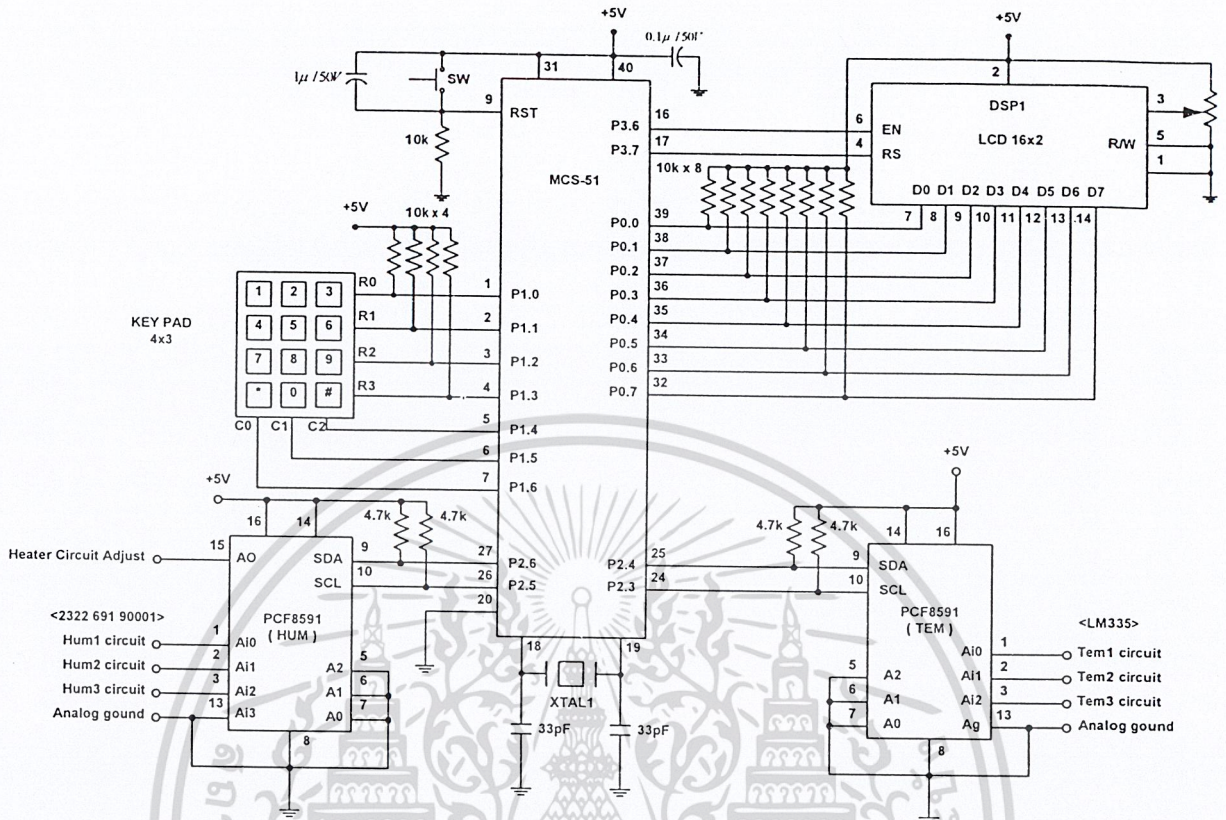 +5V
0.1µ /50V
+5V
1µ /50V
SW
31
40
2
9
RST
10k
16
P3.6
17
P3.7
MCS-51
6
EN
4
RS
DSP1
LCD 16x2
3
5
R/W
1
10k x 8
D0 D1 D2 D3 D4 D5 D6 D7
7 8 9 10 11 12 13 14
+5V
10k x 4
39
P0.0
38
P0.1
37
P0.2
36
P0.3
35
P0.4
34
P0.5
33
P0.6
32
P0.7
KEY PAD
4x3
1 2 3
4 5 6
7 8 9
* 0 #
R0
R1
R2
R3
C0 C1 C2
1
P1.0
2
P1.1
3
P1.2
4
P1.3
5
P1.4
6
P1.5
7
P1.6
+5V
16
14
4.7k
4.7k
Heater Circuit Adjust
15
AO
SDA
9
SCL
10
PCF8591
( HUM )
<2322 691 90001>
Hum1 circuit
1
Ai0
Hum2 circuit
2
Ai1
Hum3 circuit
3
Ai2
Analog gound
13
Ai3
A2
5
A1
6
A0
7
8
27
P2.6
26
P2.5
20
18
19
XTAL1
33pF
33pF
25
P2.4
24
P2.3
+5V
4.7k
4.7k
14
16
9
SDA
10
SCL
PCF8591
( TEM )
<LM335>
Ai0
1
Tem1 circuit
Ai1
2
Tem2 circuit
Ai2
3
Tem3 circuit
Ag
13
Analog gound
5
A2
6
A1
7
A0
8